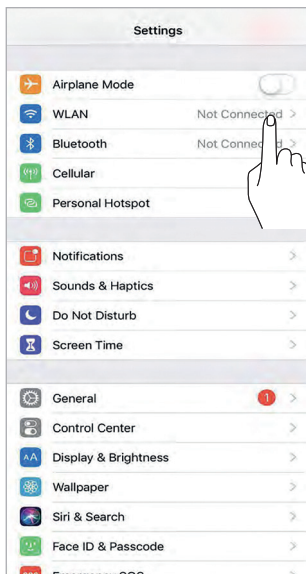 Settings
Airplane Mode
WLAN Not Connected
Bluetooth Not Connected
Cellular
Personal Hotspot
Notifications
Sounds & Haptics
Do Not Disturb
Screen Time
General 1
Control Center
AA Display & Brightness
Wallpaper
Siri & Search
Face ID & Passcode